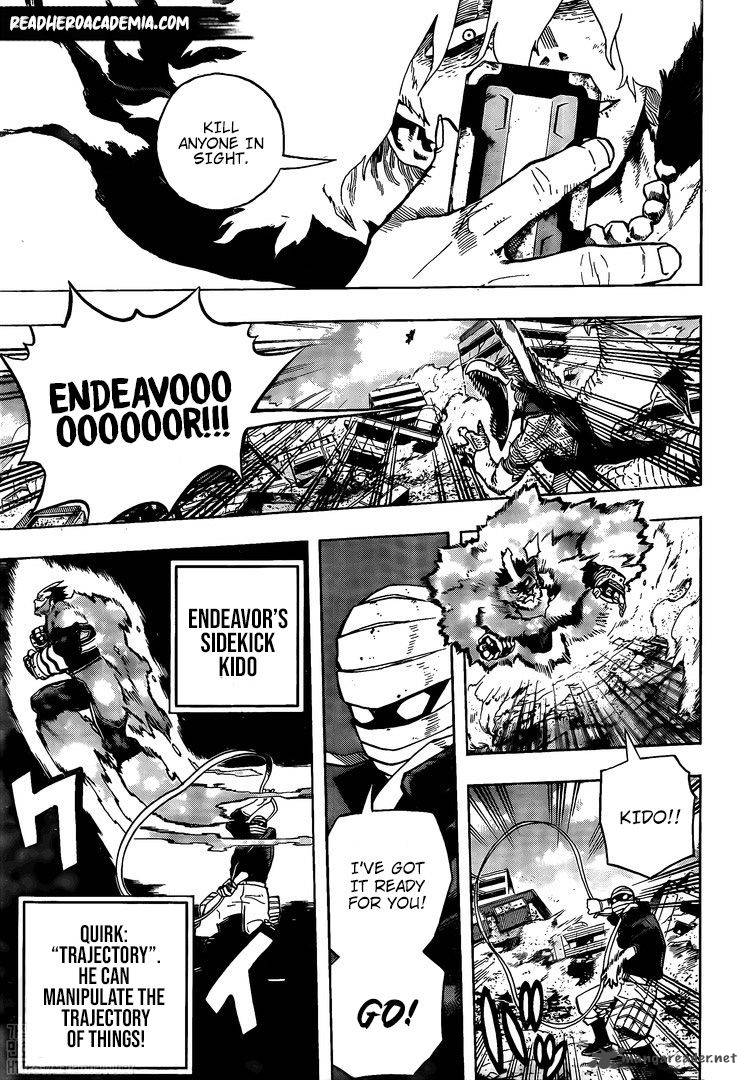 READHEROACADEMIA.COM
KILL
ANYONE IN
SIGHT.
ENDEAVOOO
OOOOOOR!!!
KIDO!!
I'VE GOT
IT READY
FOR YOU!
GO!
ENDEAVOR'S
SIDEKICK
KIDO
QUIRK:
"TRAJECTORY".
HE CAN
MANIPULATE THE
TRAJECTORY
OF THINGS!
mangareader.net